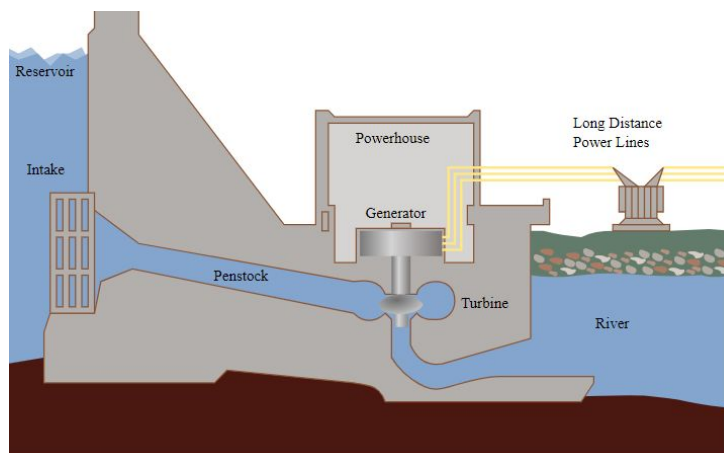 Reservoir
Intake
Penstock
Powerhouse
Generator
Turbine
Long Distance
Power Lines
River